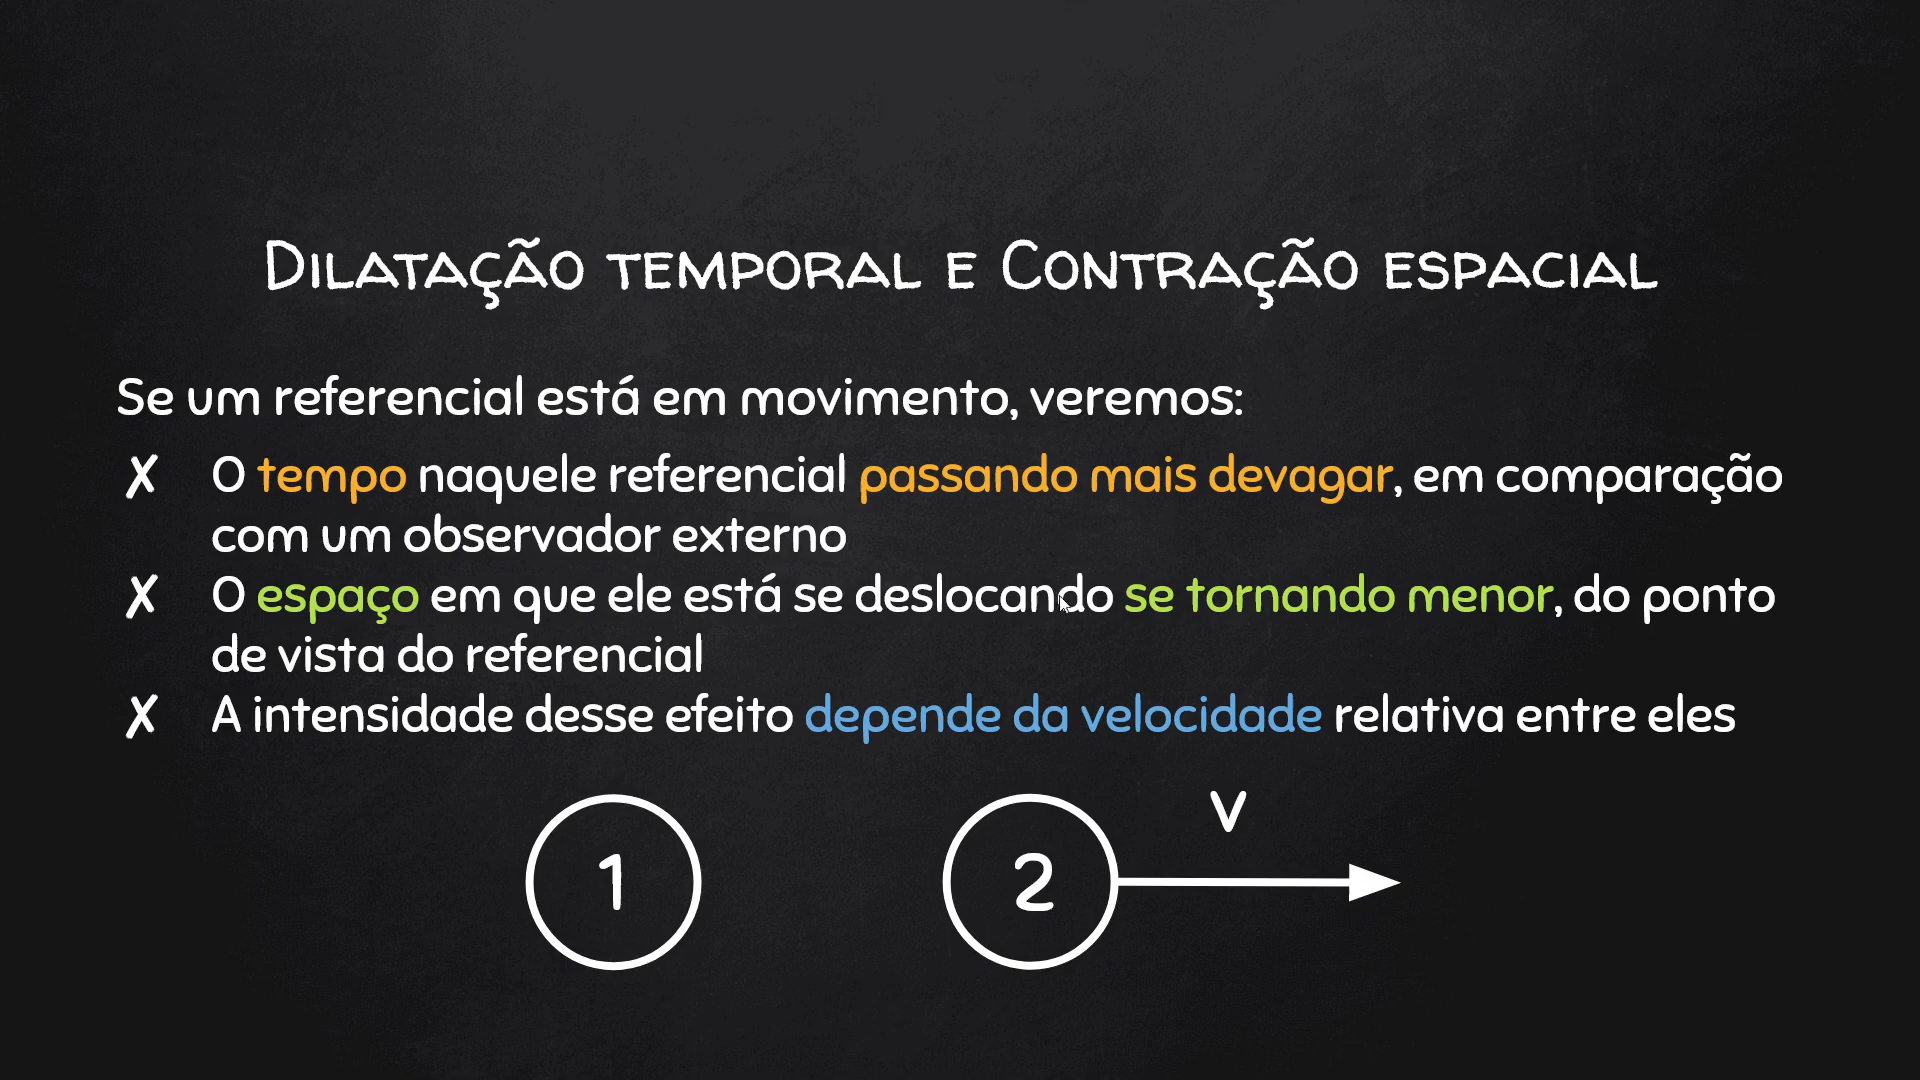 Dilatação temporal e Contração espacial
Se um referencial está em movimento, veremos:
✗ O tempo naquele referencial passando mais devagar, em comparação
com um observador externo
✗ O espaço em que ele está se deslocando se tornando menor, do ponto
de vista do referencial
✗ A intensidade desse efeito depende da velocidade relativa entre eles
v
1
2